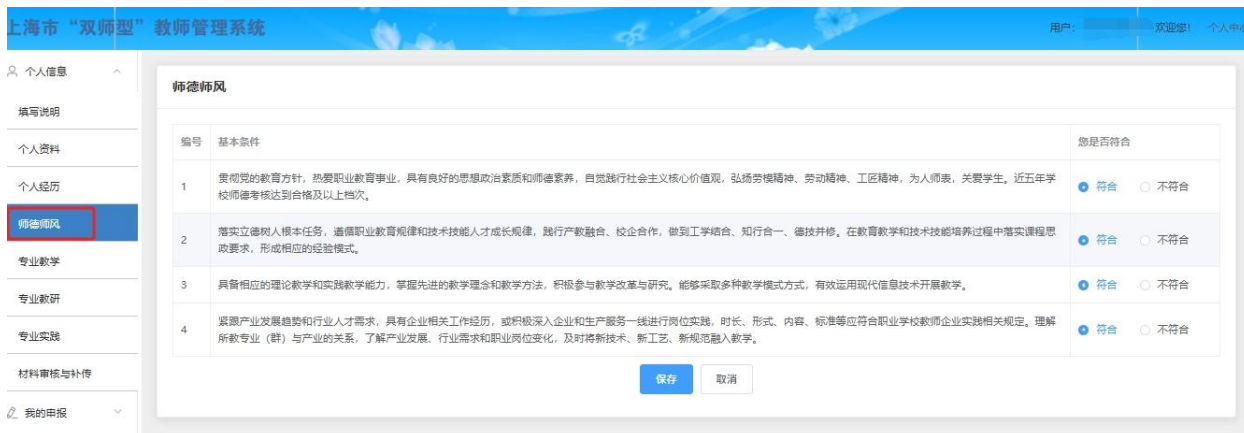 上海市“双师型”教师管理系统
用户：
欢迎您！
个人中心
个人信息
填写说明
个人资料
个人经历
师德师风
专业教学
专业教研
专业实践
材料审核与补传
我的申报
师德师风
编号 基本条件 您是否符合
1 贯彻党的教育方针，热爱职业教育事业，具有良好的思想政治素质和师德素养，自觉践行社会主义核心价值观，弘扬劳模精神、劳动精神、工匠精神，为人师表，关爱学生。近五年学
校师德考核达到合格及以上档次。
符合 不符合
2 落实立德树人根本任务，遵循职业教育规律和技术技能人才成长规律，践行产教融合、校企合作，做到工学结合、知行合一、德技并修。在教育教学和技术技能培养过程中落实课程思
政要求，形成相应的经验模式。
符合 不符合
3 具备相应的理论教学和实践教学能力，掌握先进的教学理念和教学方法，积极参与教学改革与研究。能够采取多种教学模式方式，有效运用现代信息技术开展教学。
符合 不符合
4 紧跟产业发展趋势和行业人才需求，具有企业相关工作经历，或积极深入企业和生产服务一线进行岗位实践，时长、形式、内容、标准等应符合职业学校教师企业实践相关规定。理解
所教专业（群）与产业的关系，了解产业发展、行业需求和职业岗位变化，及时将新技术、新工艺、新规范融入教学。
符合 不符合
保存 取消